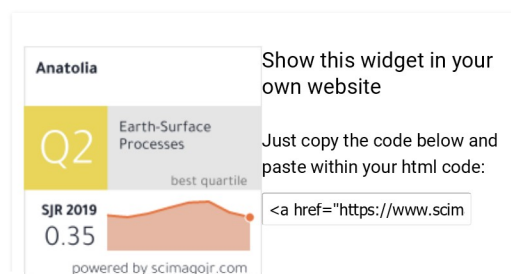 Anatolia
Q2
Earth-Surface
Processes
best quartile
SJR 2019
0.35
powered by scimagojr.com
Show this widget in your
own website
Just copy the code below and
paste within your html code:
<a href="https://www.scim